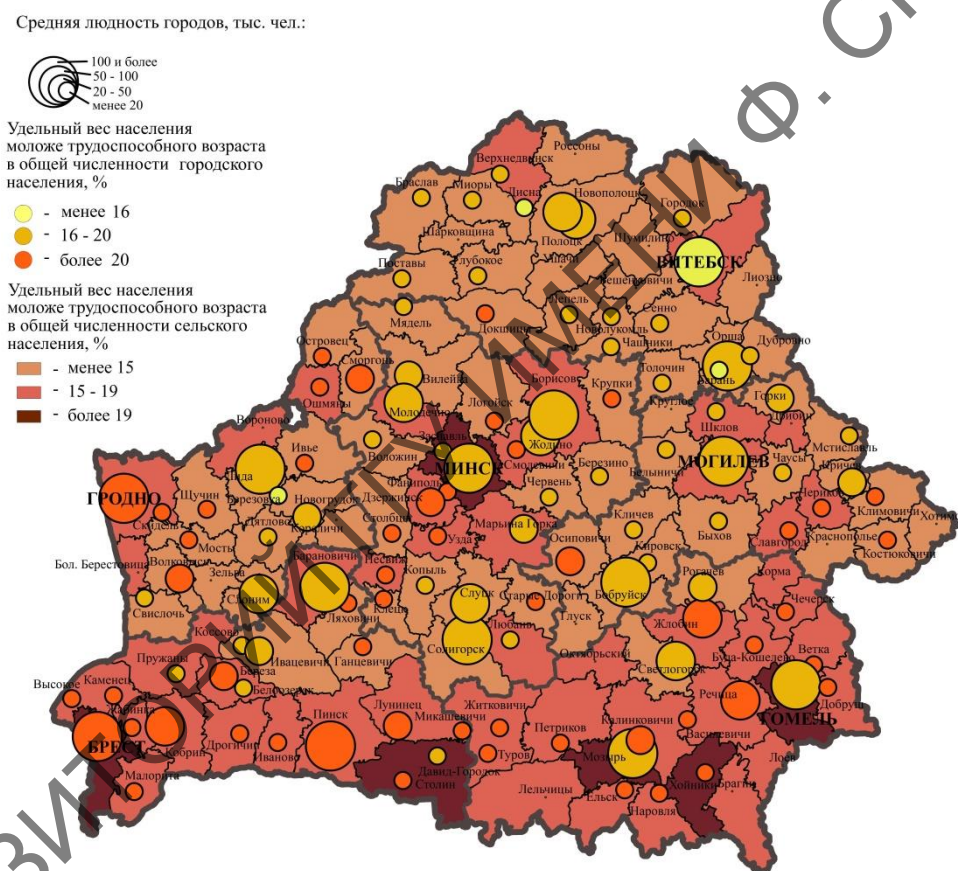 Средняя людность городов, тыс. чел.:
100 и более
50 - 100
20 - 50
менее 20
Удельный вес населения
моложе трудоспособного возраста
в общей численности городского
населения, %
- менее 16
- 16 - 20
- более 20
Удельный вес населения
моложе трудоспособного возраста
в общей численности сельского
населения, %
- менее 15
- 15 - 19
- более 19
Россоны
Верхнедвинск
Браслав
Миоры
Дисна
Новополоцк
Городок
Шарковщина
Полоцк
Шумилино
ВИТЕБСК
Ушачи
Поставы
Глубокое
Бешенковичи
Лиозно
Мядель
Докшицы
Лепель
Новолукомль
Сенно
Чашники
Орша
Дубровно
Островец
Сморгонь
Ошмяны
Вилейка
Борисов
Крупки
Толочин
Барань
Круглое
Горки
Дрибин
Молодечно
Логойск
Шклов
Вороново
Воложин
Заславль
Жодино
Мстиславль
Ивье
МИНСК
Смолевичи
Березино
Белыничи
МОГИЛЕВ
Чаусы
Кричев
Лида
Фаниполь
Червень
ГРОДНО
Щучин
Березовка
Новогрудок
Дзержинск
Чериков
Климовичи
Хотимск
Скидель
Дятлово
Кореличи
Столбцы
Узда
Марьина Горка
Кличев
Быхов
Славгород
Краснополье
Костюковичи
Мосты
Осиповичи
Кировск
Бол. Берестовица
Волковыск
Зельва
Барановичи
Несвиж
Копыль
Рогачев
Корма
Свислочь
Слоним
Клецк
Слуцк
Старые Дороги
Бобруйск
Чечерск
Ляховичи
Любань
Глуск
Жлобин
Коссово
Солигорск
Октябрьский
Буда-Кошелево
Ветка
Пружаны
Ивацевичи
Ганцевичи
Светлогорск
Высокое
Каменец
Береза
Белоозерск
Речица
Добруш
Жабинка
Пинск
Лунинец
Микашевичи
Житковичи
Петриков
Калинковичи
ГОМЕЛЬ
БРЕСТ
Кобрин
Дрогичин
Иваново
Туров
Мозырь
Василевичи
Лоев
Малорита
Давид-Городок
Столин
Лельчицы
Ельск
Хойники
Брагин
Наровля
ИМЕНИ Ф. СК